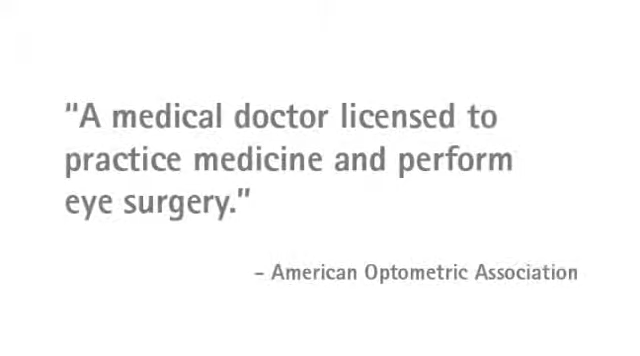 “A medical doctor licensed to
practice medicine and perform
eye surgery.”
– American Optometric Association